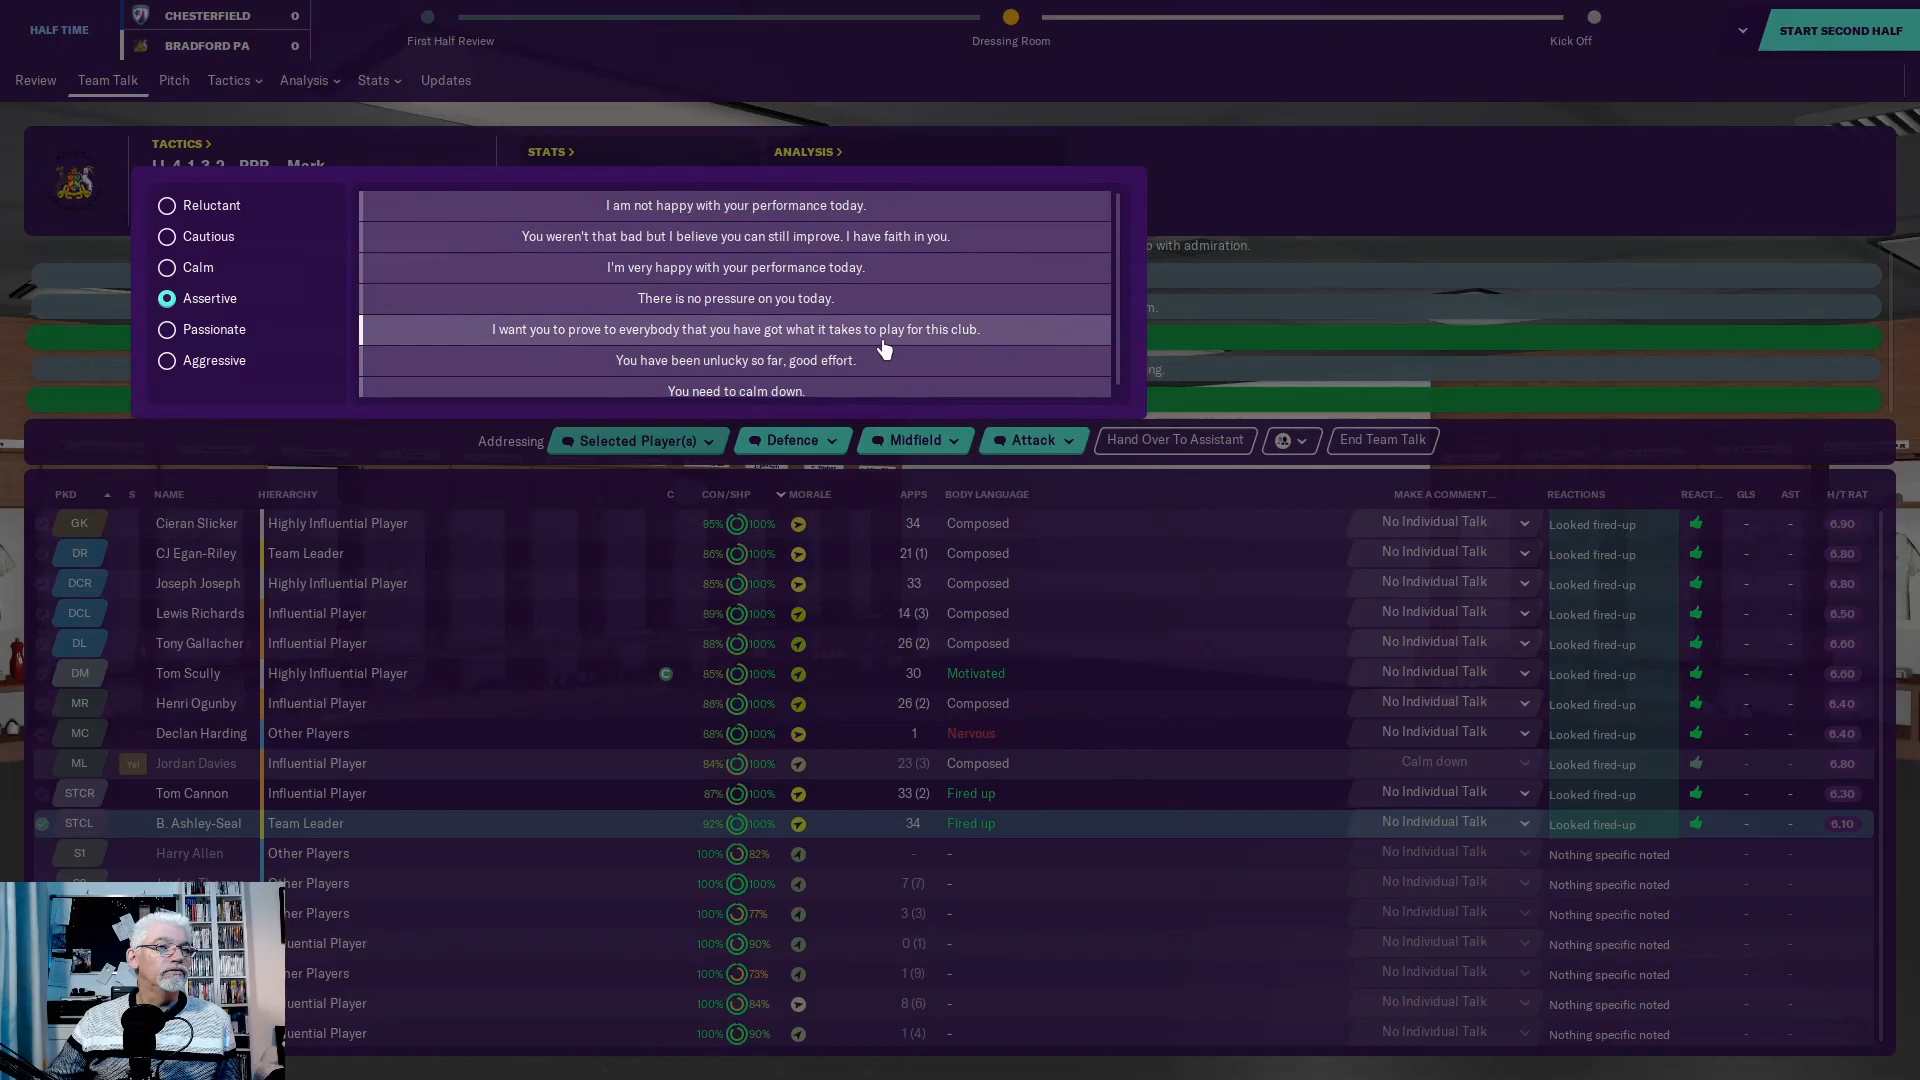 HALF TIME
CHESTERFIELD 0
BRADFORD PA 0
First Half Review
Dressing Room
Kick Off
START SECOND HALF
Review Team Talk Pitch Tactics Analysis Stats Updates
TACTICS >
STATS >
ANALYSIS >
Reluctant
Cautious
Calm
Assertive
Passionate
Aggressive
I am not happy with your performance today.
You weren't that bad but I believe you can still improve. I have faith in you.
I'm very happy with your performance today.
There is no pressure on you today.
I want you to prove to everybody that you have got what it takes to play for this club.
You have been unlucky so far, good effort.
You need to calm down.
with admiration.
Addressing Selected Player(s) Defence Midfield Attack Hand Over To Assistant End Team Talk
PKD S NAME HIERARCHY C CON/SHP MORALE APPS BODY LANGUAGE MAKE A COMMENT... REACTIONS REACT... GLS AST H/T RAT
GK Cieran Slicker Highly Influential Player 95% 100% 34 Composed No Individual Talk Looked fired-up - - 6.90
DR CJ Egan-Riley Team Leader 86% 100% 21 (1) Composed No Individual Talk Looked fired-up - - 6.80
DCR Joseph Joseph Highly Influential Player 85% 100% 33 Composed No Individual Talk Looked fired-up - - 6.80
DCL Lewis Richards Influential Player 89% 100% 14 (3) Composed No Individual Talk Looked fired-up - - 6.50
DL Tony Gallacher Influential Player 88% 100% 26 (2) Composed No Individual Talk Looked fired-up - - 6.60
DM Tom Scully Highly Influential Player C 85% 100% 30 Motivated No Individual Talk Looked fired-up - - 6.60
MR Henri Ogunby Influential Player 86% 100% 26 (2) Composed No Individual Talk Looked fired-up - - 6.40
MC Declan Harding Other Players 88% 100% 1 Nervous No Individual Talk Looked fired-up - - 6.40
ML Yel Jordan Davies Influential Player 84% 100% 23 (3) Composed Calm down Looked fired-up - - 6.80
STCR Tom Cannon Influential Player 87% 100% 33 (2) Fired up No Individual Talk Looked fired-up - - 6.30
STCL B. Ashley-Seal Team Leader 92% 100% 34 Fired up No Individual Talk Looked fired-up - - 6.10
S1 Harry Allen Other Players 100% 82% - - No Individual Talk Nothing specific noted - -
Players 100% 100% 7 (7) - No Individual Talk Nothing specific noted - -
Players 100% 77% 3 (3) - No Individual Talk Nothing specific noted - -
Player 100% 90% 0 (1) - No Individual Talk Nothing specific noted - -
Players 100% 73% 1 (9) - No Individual Talk Nothing specific noted - -
Player 100% 84% 8 (6) - No Individual Talk Nothing specific noted - -
Player 100% 90% 1 (4) - No Individual Talk Nothing specific noted - -